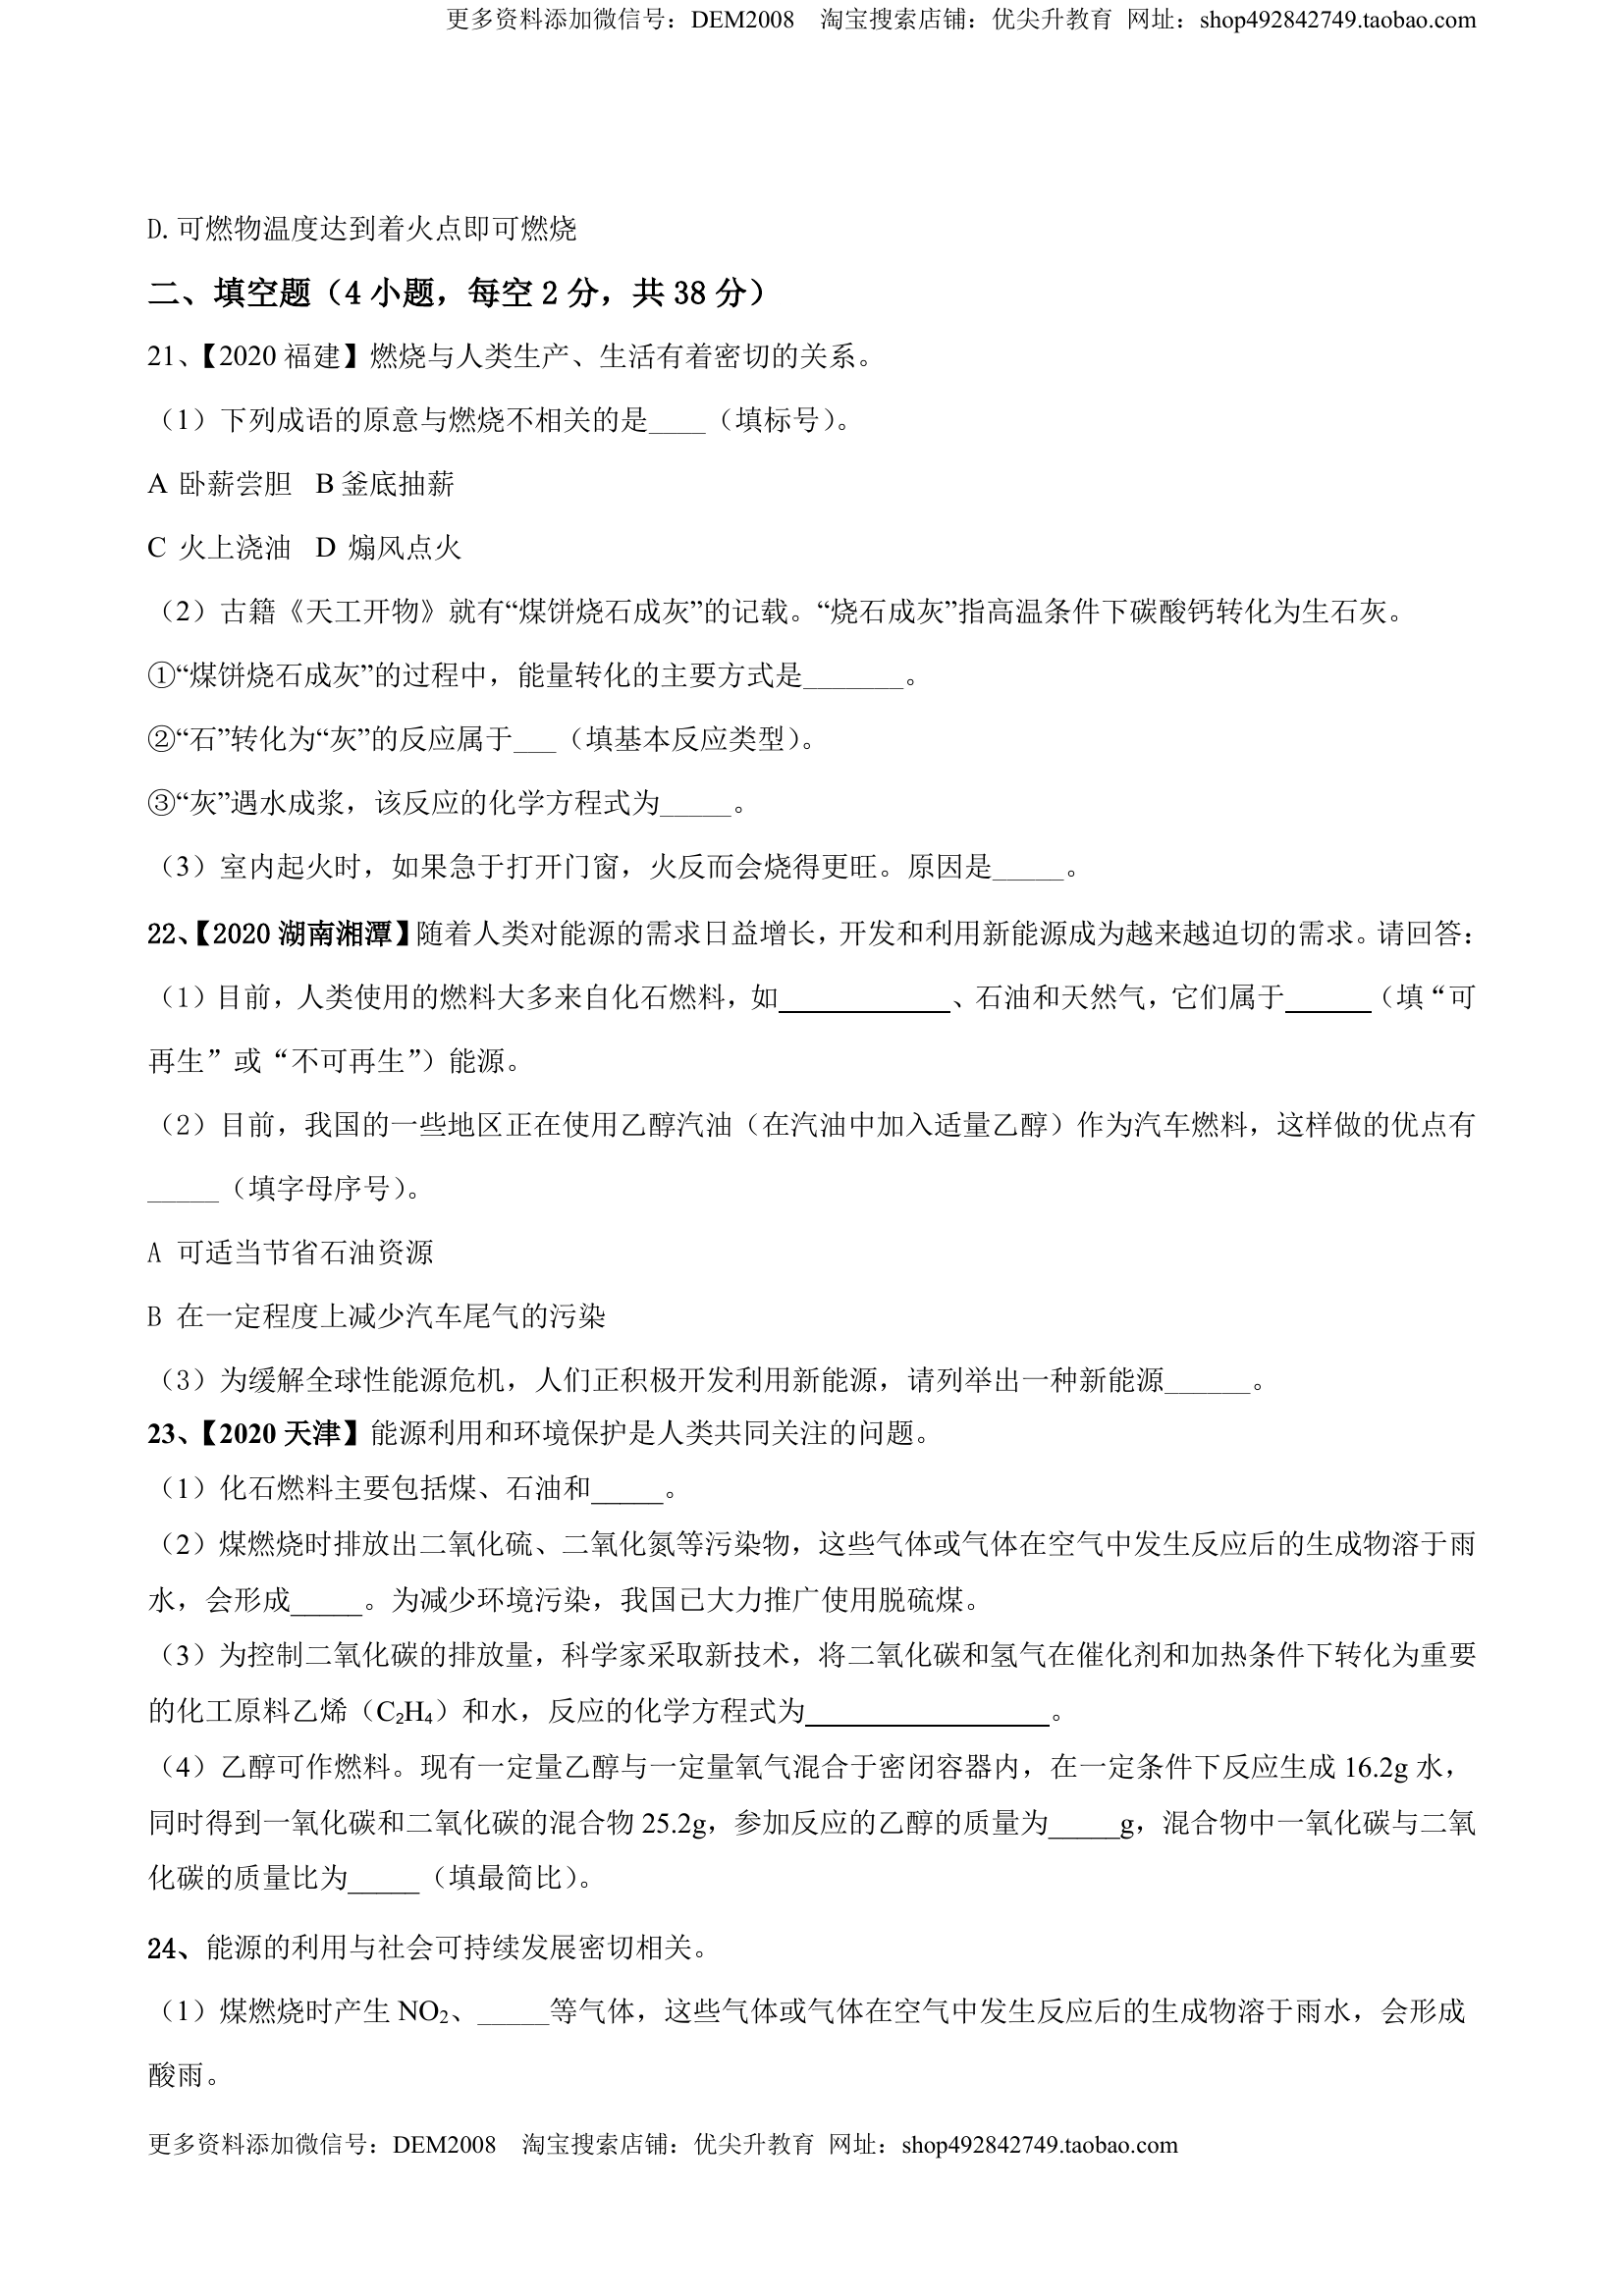 更多资料添加微信号：DEM2008 淘宝搜索店铺：优尖升教育 网址：shop492842749.taobao.com
D.可燃物温度达到着火点即可燃烧
二、填空题（4 小题，每空 2 分，共 38 分）
21、【2020 福建】燃烧与人类生产、生活有着密切的关系。
（1）下列成语的原意与燃烧不相关的是____（填标号）。
A 卧薪尝胆 B 釜底抽薪
C 火上浇油 D 煽风点火
（2）古籍《天工开物》就有“煤饼烧石成灰”的记载。“烧石成灰”指高温条件下碳酸钙转化为生石灰。
①“煤饼烧石成灰”的过程中，能量转化的主要方式是_______。
②“石”转化为“灰”的反应属于___（填基本反应类型）。
③“灰”遇水成浆，该反应的化学方程式为_____。
（3）室内起火时，如果急于打开门窗，火反而会烧得更旺。原因是_____。
22、【2020 湖南湘潭】随着人类对能源的需求日益增长，开发和利用新能源成为越来越迫切的需求。请回答：
（1）目前，人类使用的燃料大多来自化石燃料，如____________、石油和天然气，它们属于______（填“可
再生”或“不可再生”）能源。
（2）目前，我国的一些地区正在使用乙醇汽油（在汽油中加入适量乙醇）作为汽车燃料，这样做的优点有
_____（填字母序号）。
A 可适当节省石油资源
B 在一定程度上减少汽车尾气的污染
（3）为缓解全球性能源危机，人们正积极开发利用新能源，请列举出一种新能源______。
23、【2020 天津】能源利用和环境保护是人类共同关注的问题。
（1）化石燃料主要包括煤、石油和_____。
（2）煤燃烧时排放出二氧化硫、二氧化氮等污染物，这些气体或气体在空气中发生反应后的生成物溶于雨
水，会形成_____。为减少环境污染，我国已大力推广使用脱硫煤。
（3）为控制二氧化碳的排放量，科学家采取新技术，将二氧化碳和氢气在催化剂和加热条件下转化为重要
的化工原料乙烯（C₂H₄）和水，反应的化学方程式为_________________。
（4）乙醇可作燃料。现有一定量乙醇与一定量氧气混合于密闭容器内，在一定条件下反应生成 16.2g 水，
同时得到一氧化碳和二氧化碳的混合物 25.2g，参加反应的乙醇的质量为_____g，混合物中一氧化碳与二氧
化碳的质量比为_____（填最简比）。
24、能源的利用与社会可持续发展密切相关。
（1）煤燃烧时产生 NO₂、_____等气体，这些气体或气体在空气中发生反应后的生成物溶于雨水，会形成
酸雨。
更多资料添加微信号：DEM2008 淘宝搜索店铺：优尖升教育 网址：shop492842749.taobao.com